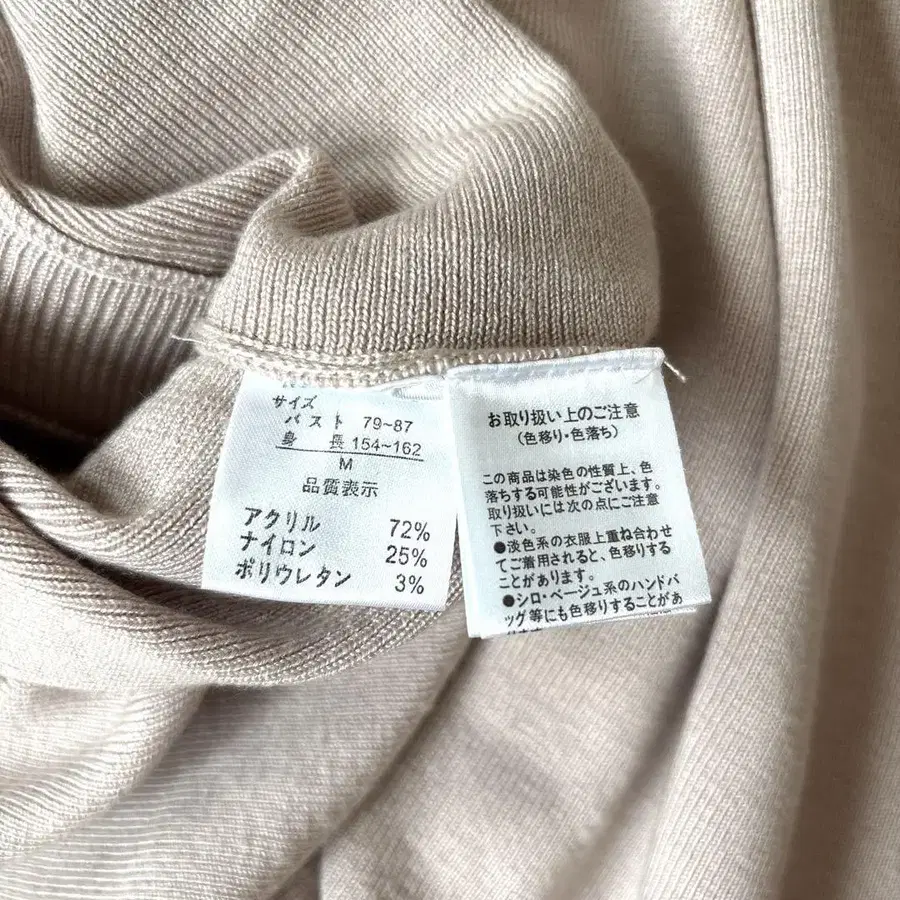 サイズ
バスト 79~87
身長 154~162
M
品質表示
アクリル 72%
ナイロン 25%
ポリウレタン 3%
お取り扱い上のご注意
(色移り・色落ち)
この商品は染色の性質上、色
落ちする可能性がございます。
取り扱いには次の点にご注意
下さい。
●淡色系の衣服上重ね合わせ
てご着用されると、色移りする
ことがあります。
●シロ・ベージュ系のハンドバ
ッグ等にも色移りすることがあ